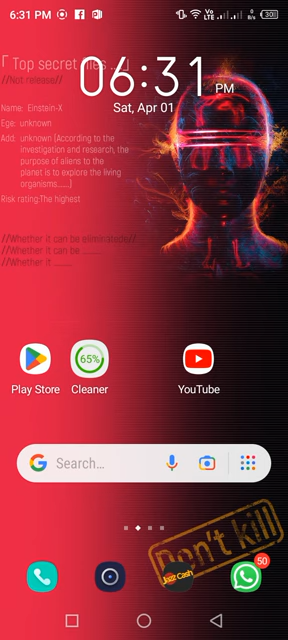 6:31 PM
Vo
LTE
0
B/s
30
「 Top secret files ...」
//Not release//
06:31 PM
Sat, Apr 01
Name: Einstein-X
Ege: unknown
Add: unknown (According to the
investigation and research, the
purpose of aliens to the
planet is to explore the living
organisms......)
Risk rating:The highest
//Whether it can be eliminated//...
//Whether it can be ........
//Whether it ........
65%
Play Store
Cleaner
YouTube
Search...
Don't kill
JazzCash
50